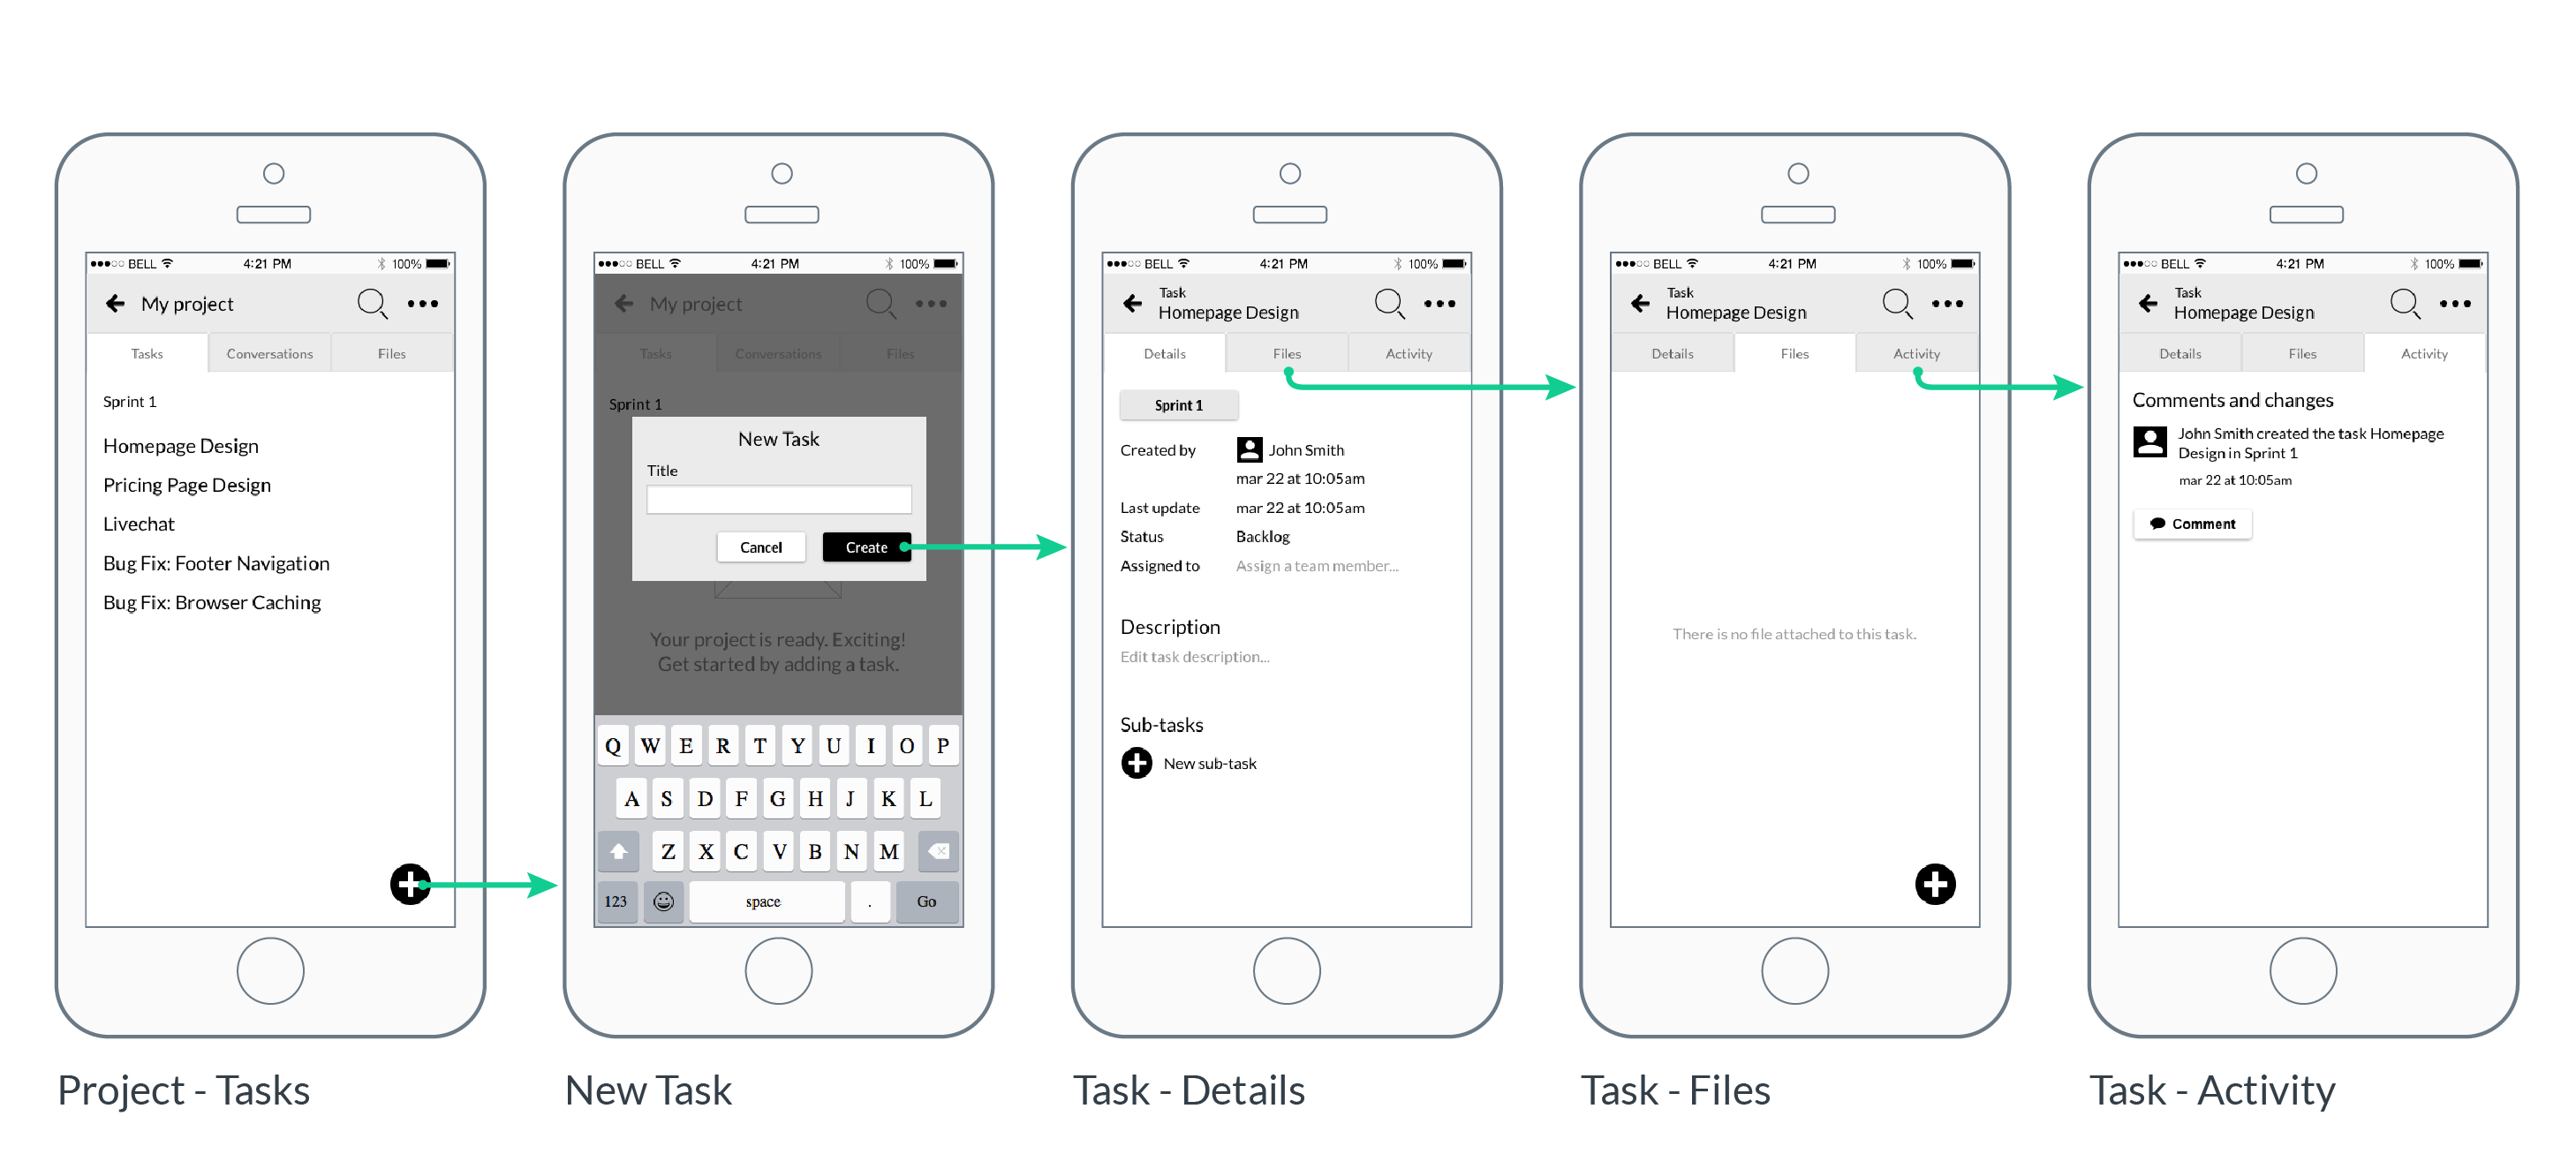 BELL 4:21 PM 100%
My project
Tasks Conversations Files
Sprint 1
Homepage Design
Pricing Page Design
Livechat
Bug Fix: Footer Navigation
Bug Fix: Browser Caching
Project - Tasks
BELL 4:21 PM 100%
My project
Tasks Conversations Files
Sprint 1
New Task
Title
Cancel Create
Your project is ready. Exciting!
Get started by adding a task.
Q W E R T Y U I O P
A S D F G H J K L
Z X C V B N M
123 space . Go
New Task
BELL 4:21 PM 100%
Task
Homepage Design
Details Files Activity
Sprint 1
Created by John Smith
mar 22 at 10:05am
Last update mar 22 at 10:05am
Status Backlog
Assigned to Assign a team member...
Description
Edit task description...
Sub-tasks
New sub-task
Task - Details
BELL 4:21 PM 100%
Task
Homepage Design
Details Files Activity
There is no file attached to this task.
Task - Files
BELL 4:21 PM 100%
Task
Homepage Design
Details Files Activity
Comments and changes
John Smith created the task Homepage
Design in Sprint 1
mar 22 at 10:05am
Comment
Task - Activity